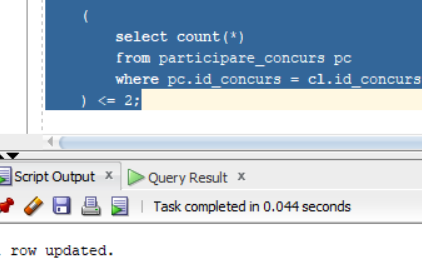 (
select count(*)
from participare_concurs pc
where pc.id_concurs = cl.id_concurs
) <= 2;
Script Output x Query Result x
Task completed in 0.044 seconds
row updated.